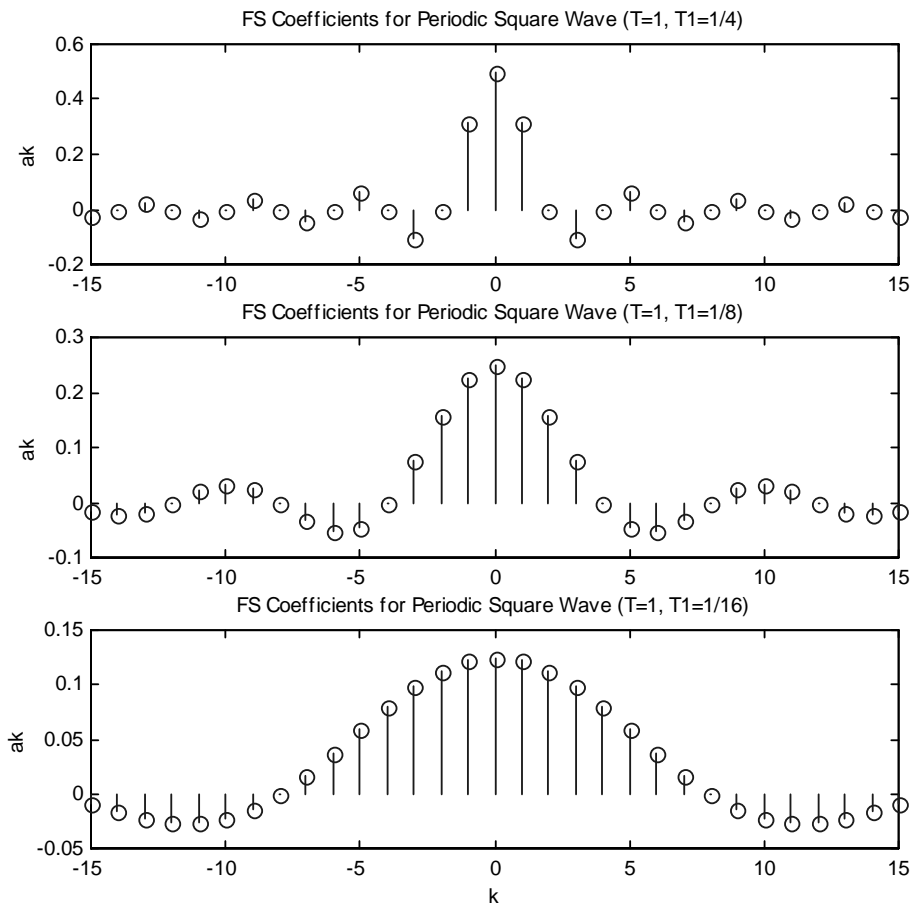 FS Coefficients for Periodic Square Wave (T=1, T1=1/4)
0.6
0.4
0.2
0
-0.2
ak
-15 -10 -5 0 5 10 15
FS Coefficients for Periodic Square Wave (T=1, T1=1/8)
0.3
0.2
0.1
0
-0.1
ak
-15 -10 -5 0 5 10 15
FS Coefficients for Periodic Square Wave (T=1, T1=1/16)
0.15
0.1
0.05
0
-0.05
ak
-15 -10 -5 0 5 10 15
k